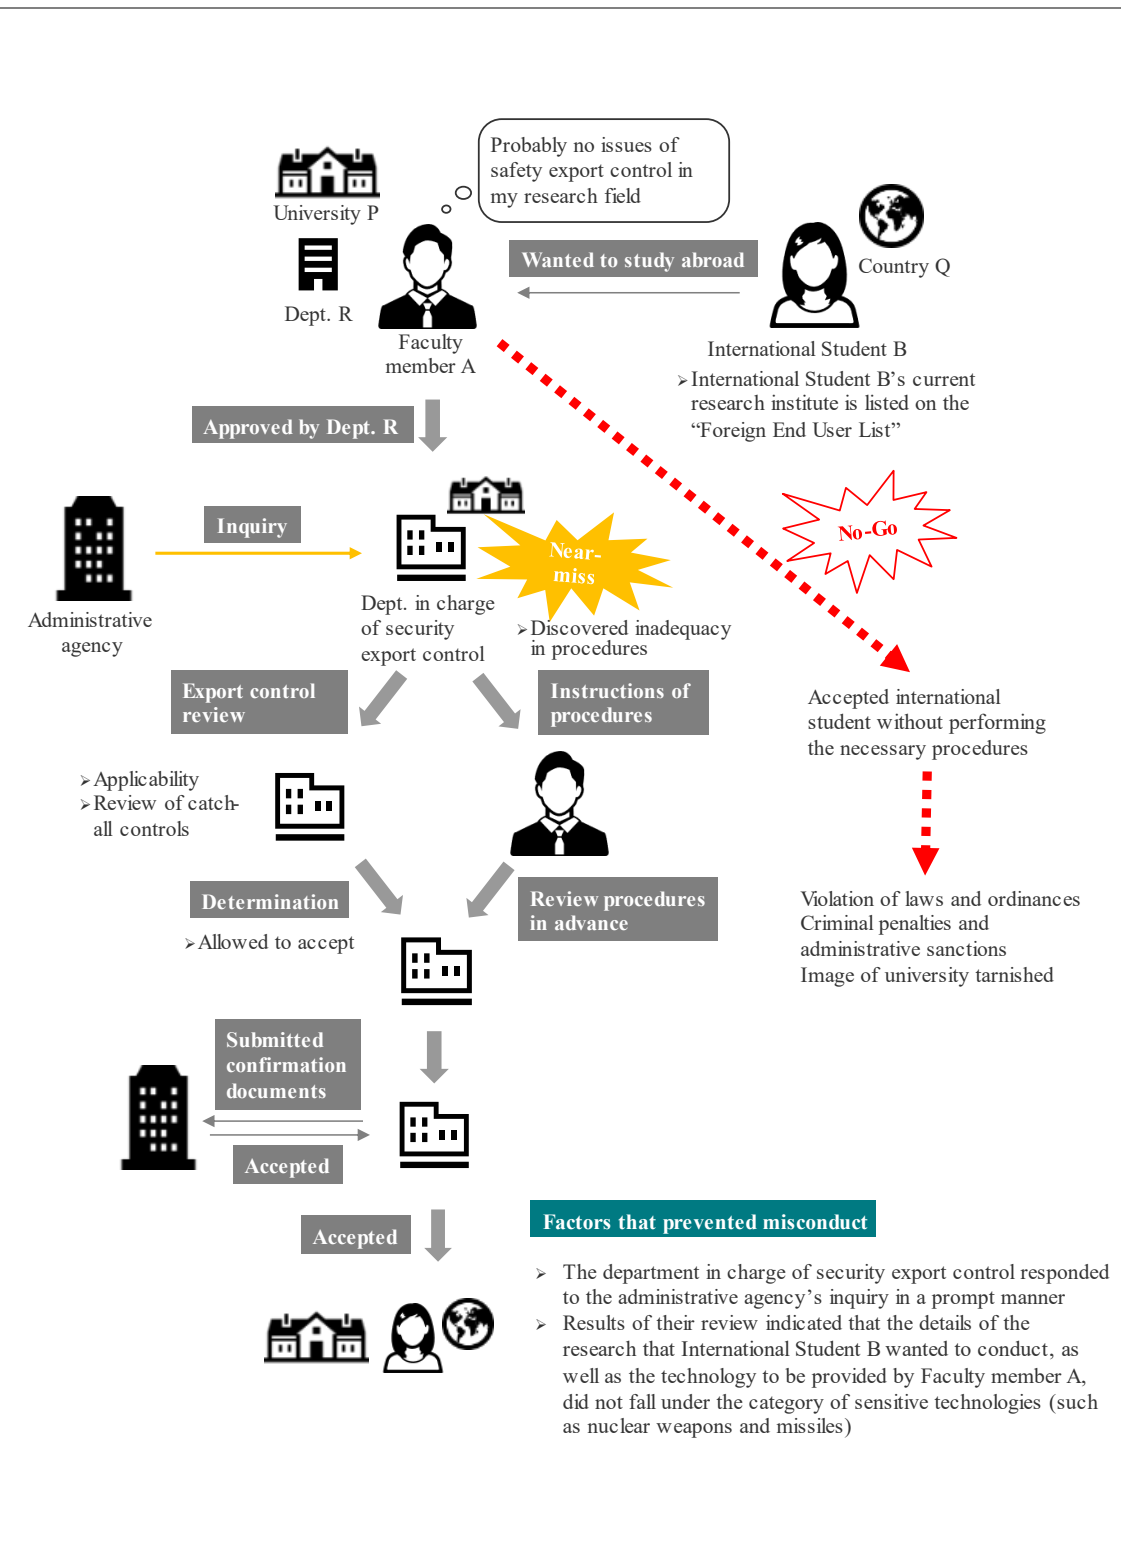 Probably no issues of
safety export control in
my research field
University P
Dept. R
Faculty
member A
Wanted to study abroad
Country Q
International Student B
➢International Student B’s current
research institute is listed on the
“Foreign End User List”
Approved by Dept. R
Inquiry
Administrative
agency
Near-
miss
Dept. in charge
of security
export control
➢Discovered inadequacy
in procedures
No-Go
Export control
review
Instructions of
procedures
Accepted international
student without performing
the necessary procedures
➢Applicability
➢Review of catch-
all controls
Determination
➢Allowed to accept
Review procedures
in advance
Violation of laws and ordinances
Criminal penalties and
administrative sanctions
Image of university tarnished
Submitted
confirmation
documents
Accepted
Accepted
Factors that prevented misconduct
➢ The department in charge of security export control responded
to the administrative agency’s inquiry in a prompt manner
➢ Results of their review indicated that the details of the
research that International Student B wanted to conduct, as
well as the technology to be provided by Faculty member A,
did not fall under the category of sensitive technologies (such
as nuclear weapons and missiles)